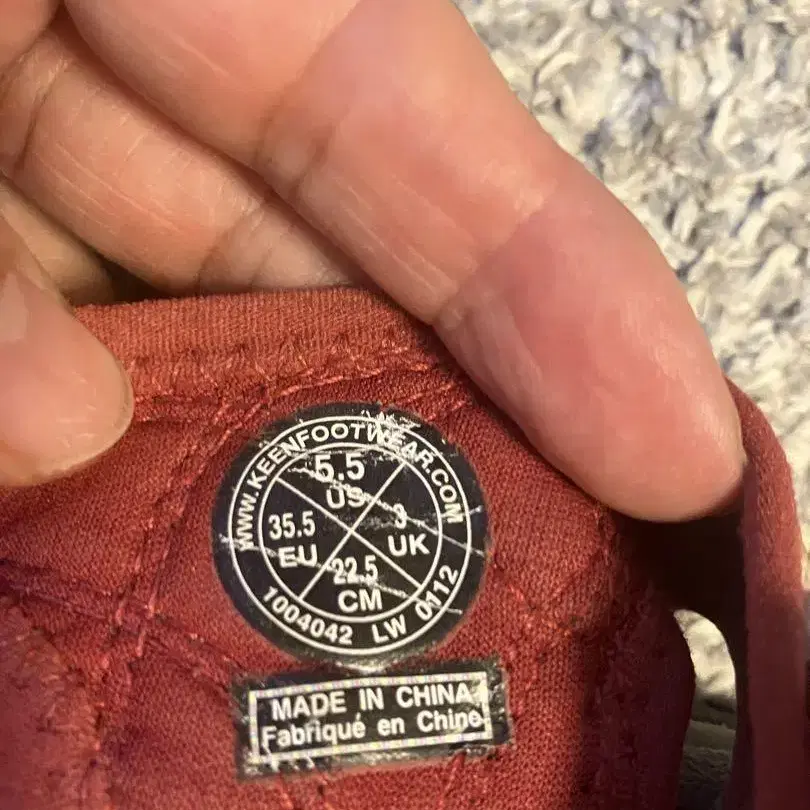 WWW.KEENFOOTWEAR.COM
5.5
US
35.5
EU
3
UK
22.5
CM
1004042 LW 0112
MADE IN CHINA
Fabriqué en Chine